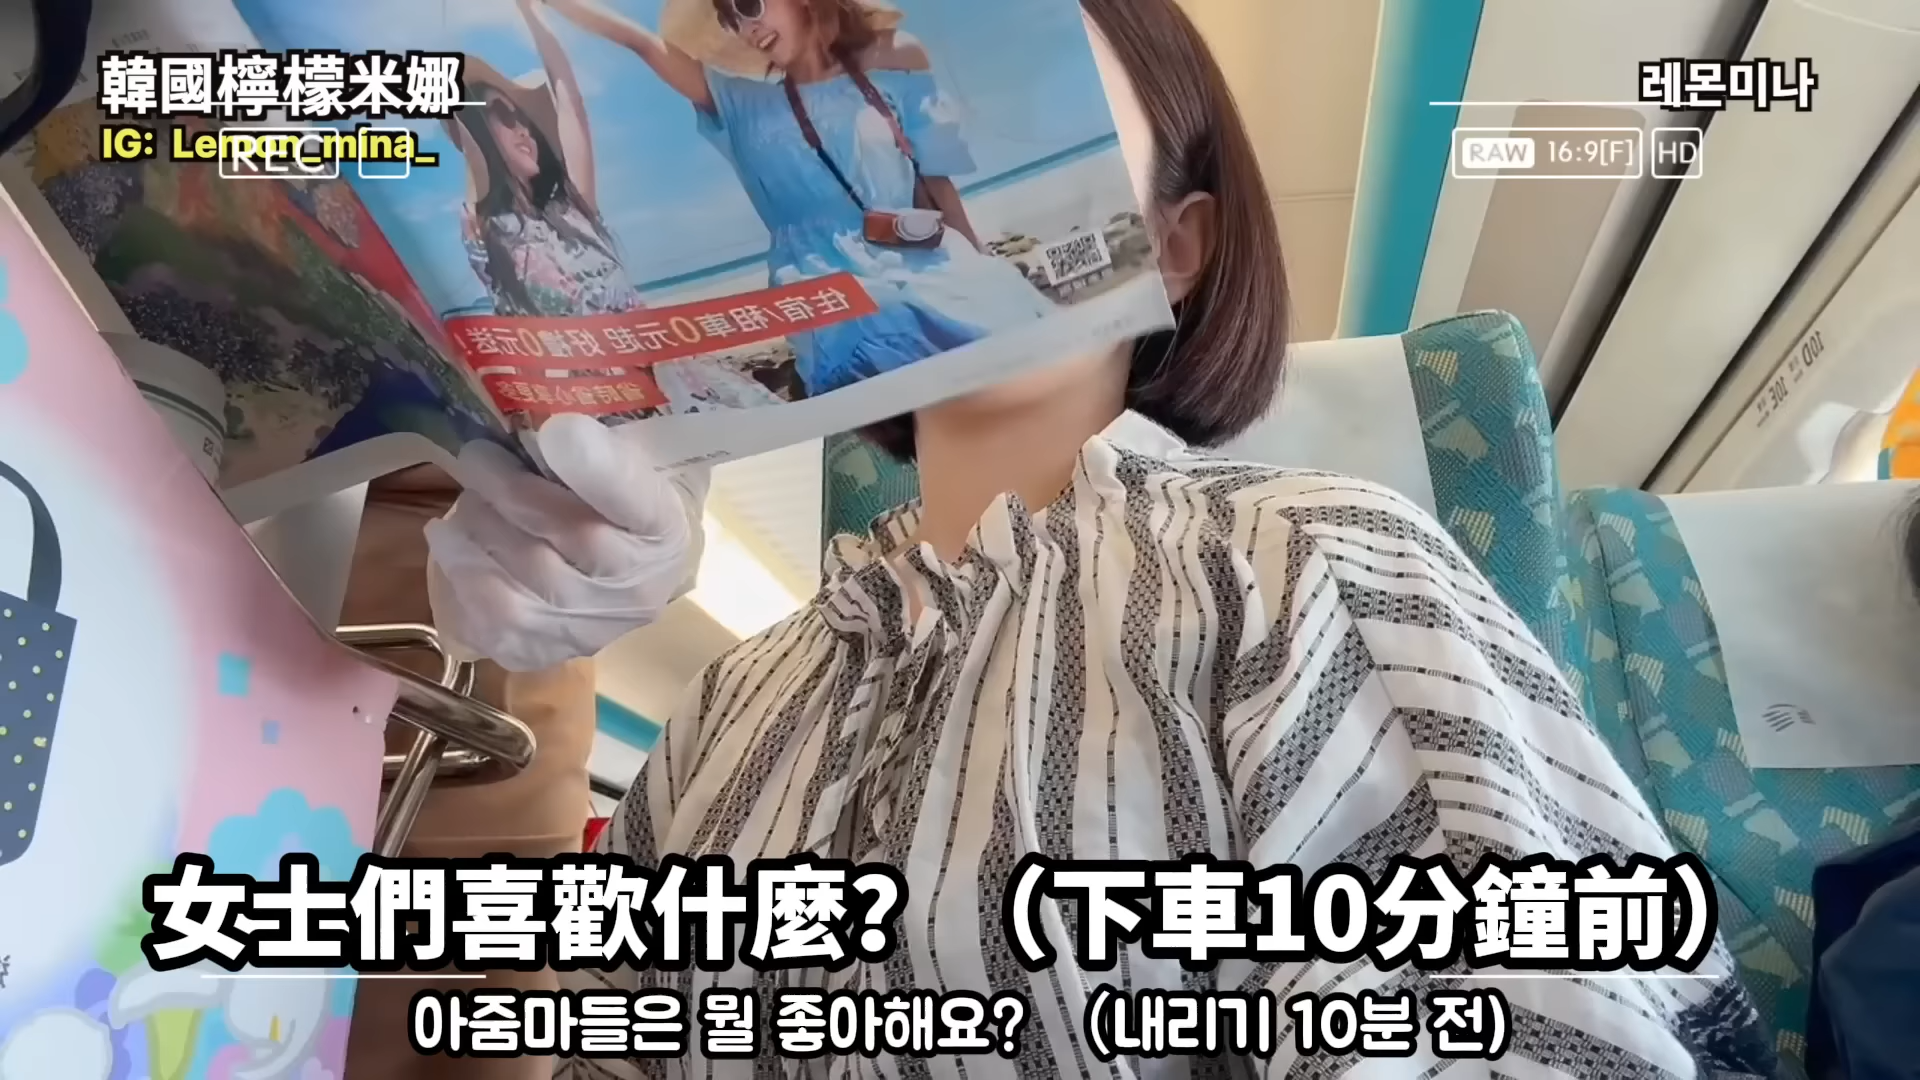 韓國檸檬米娜
레몬미나
IG: Lemon_mina_
REC
RAW 16:9[F] HD
住宿/租車0元起 好禮0元送!
10D
10E
女士們喜歡什麼? (下車10分鐘前)
아줌마들은 뭘 좋아해요? (내리기 10분 전)